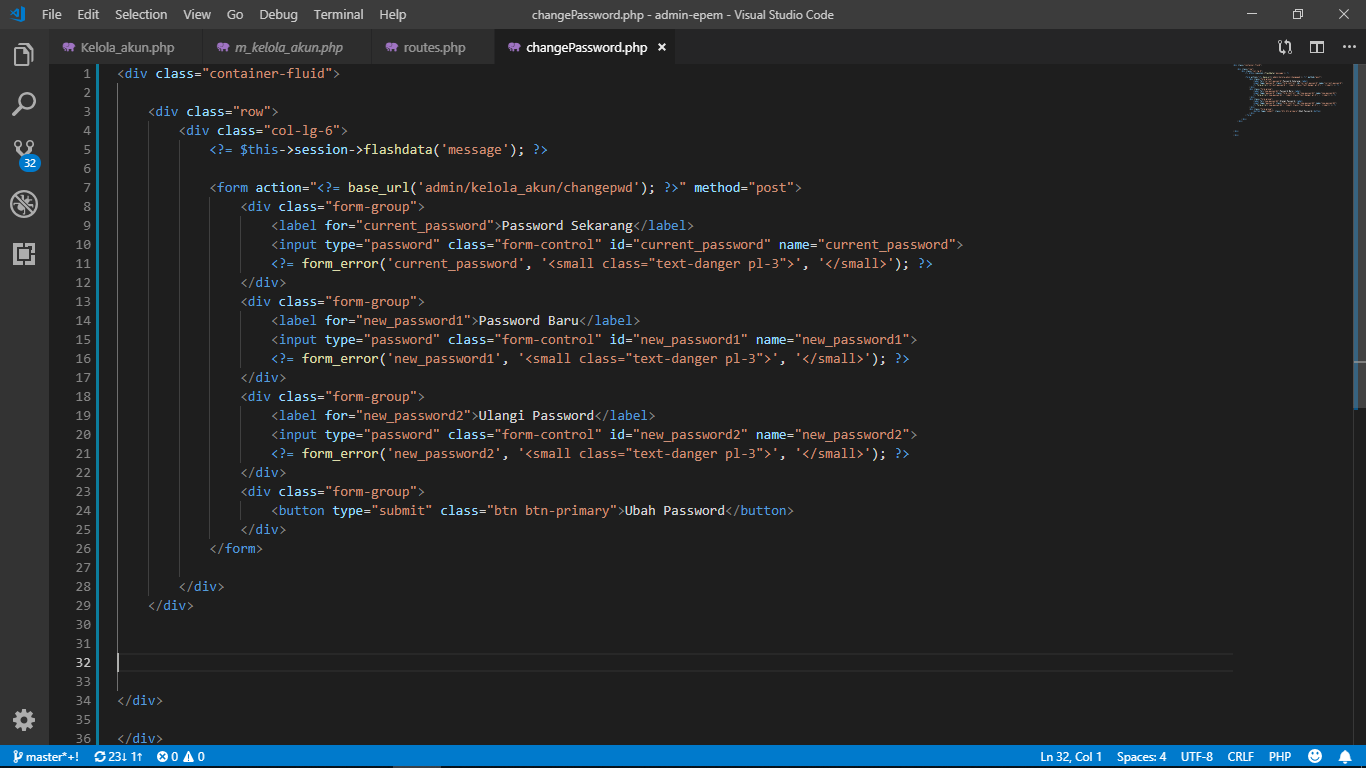 File Edit Selection View Go Debug Terminal Help changePassword.php - admin-epem - Visual Studio Code
Kelola_akun.php m_kelola_akun.php routes.php changePassword.php ×
32
1 <div class="container-fluid">
2
3 <div class="row">
4 <div class="col-lg-6">
5 <?= $this->session->flashdata('message'); ?>
6
7 <form action="<?= base_url('admin/kelola_akun/changepwd'); ?>" method="post">
8 <div class="form-group">
9 <label for="current_password">Password Sekarang</label>
10 <input type="password" class="form-control" id="current_password" name="current_password">
11 <?= form_error('current_password', '<small class="text-danger pl-3">', '</small>'); ?>
12 </div>
13 <div class="form-group">
14 <label for="new_password1">Password Baru</label>
15 <input type="password" class="form-control" id="new_password1" name="new_password1">
16 <?= form_error('new_password1', '<small class="text-danger pl-3">', '</small>'); ?>
17 </div>
18 <div class="form-group">
19 <label for="new_password2">Ulangi Password</label>
20 <input type="password" class="form-control" id="new_password2" name="new_password2">
21 <?= form_error('new_password2', '<small class="text-danger pl-3">', '</small>'); ?>
22 </div>
23 <div class="form-group">
24 <button type="submit" class="btn btn-primary">Ubah Password</button>
25 </div>
26 </form>
27
28 </div>
29 </div>
30
31
32
33
34 </div>
35
36 </div>
master*+! 23↓ 1↑ 0 0 Ln 32, Col 1 Spaces: 4 UTF-8 CRLF PHP